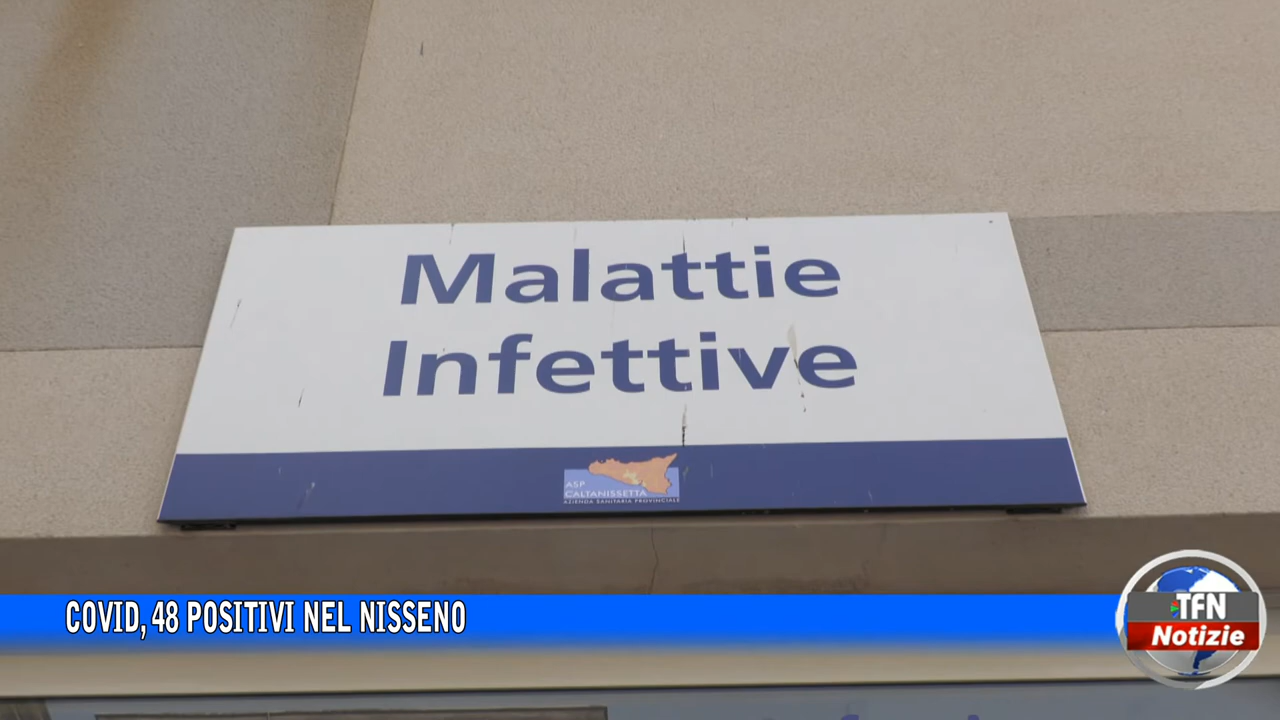 Malattie
Infettive
ASP
CALTANISSETTA
AZIENDA SANITARIA PROVINCIALE
COVID, 48 POSITIVI NEL NISSENO
TFN
Notizie